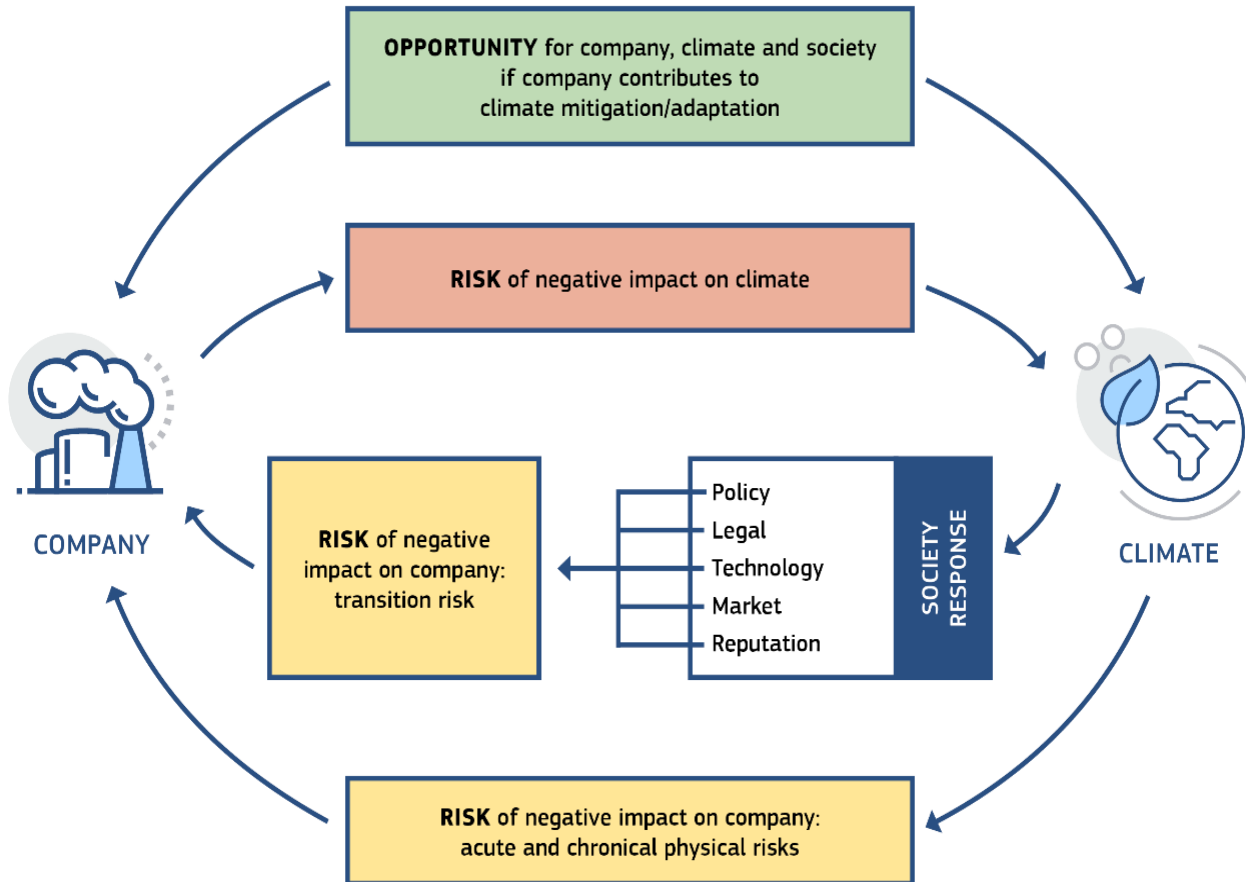 OPPORTUNITY for company, climate and society
if company contributes to
climate mitigation/adaptation
RISK of negative impact on climate
COMPANY
RISK of negative
impact on company:
transition risk
Policy
Legal
Technology
Market
Reputation
SOCIETY
RESPONSE
CLIMATE
RISK of negative impact on company:
acute and chronical physical risks